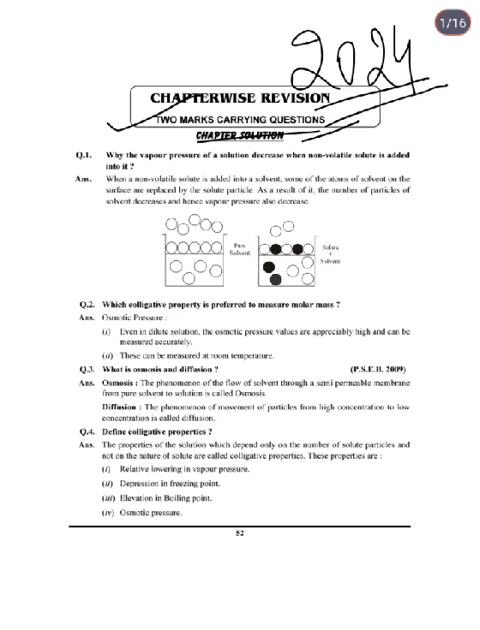 1/16
2024
CHAPTERWISE REVISION
TWO MARKS CARRYING QUESTIONS
CHAPTER SOLUTION
Q.1. Why the vapour pressure of a solution decrease when non-volatile solute is added
into it ?
Ans. When a non-volatile solute is added into a solvent, some of the atoms of solvent on the
surface are replaced by the solute particle. As a result of it, the number of particles of
solvent decreases and hence vapour pressure also decrease.
Pure
Solvent
Solute
+
Solvent
Q.2. Which colligative property is preferred to measure molar mass ?
Ans. Osmotic Pressure :
(i) Even in dilute solution, the osmotic pressure values are appreciably high and can be
measured accurately.
(ii) These can be measured at room temperature.
Q.3. What is osmosis and diffusion ? (P.S.E.B. 2009)
Ans. Osmosis : The phenomenon of the flow of solvent through a semi permeable membrane
from pure solvent to solution is called Osmosis.
Diffusion : The phenomenon of movement of particles from high concentration to low
concentration is called diffusion.
Q.4. Define colligative properties ?
Ans. The properties of the solution which depend only on the number of solute particles and
not on the nature of solute are called colligative properties. These properties are :
(i) Relative lowering in vapour pressure.
(ii) Depression in freezing point.
(iii) Elevation in Boiling point.
(iv) Osmotic pressure.
52